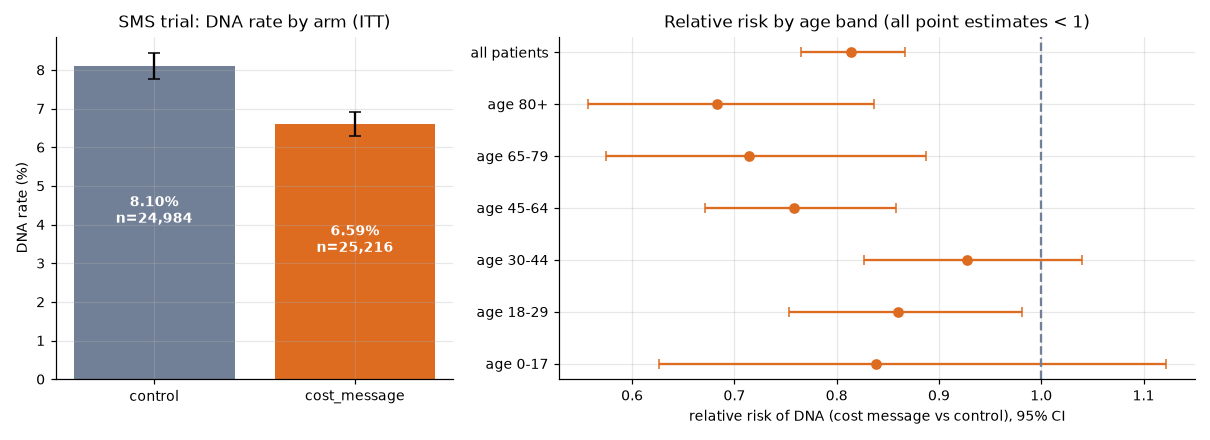 SMS trial: DNA rate by arm (ITT)
DNA rate (%)
8
7
6
5
4
3
2
1
0
8.10%
n=24,984
6.59%
n=25,216
control
cost_message
Relative risk by age band (all point estimates < 1)
all patients
age 80+
age 65-79
age 45-64
age 30-44
age 18-29
age 0-17
0.6
0.7
0.8
0.9
1.0
1.1
relative risk of DNA (cost message vs control), 95% CI